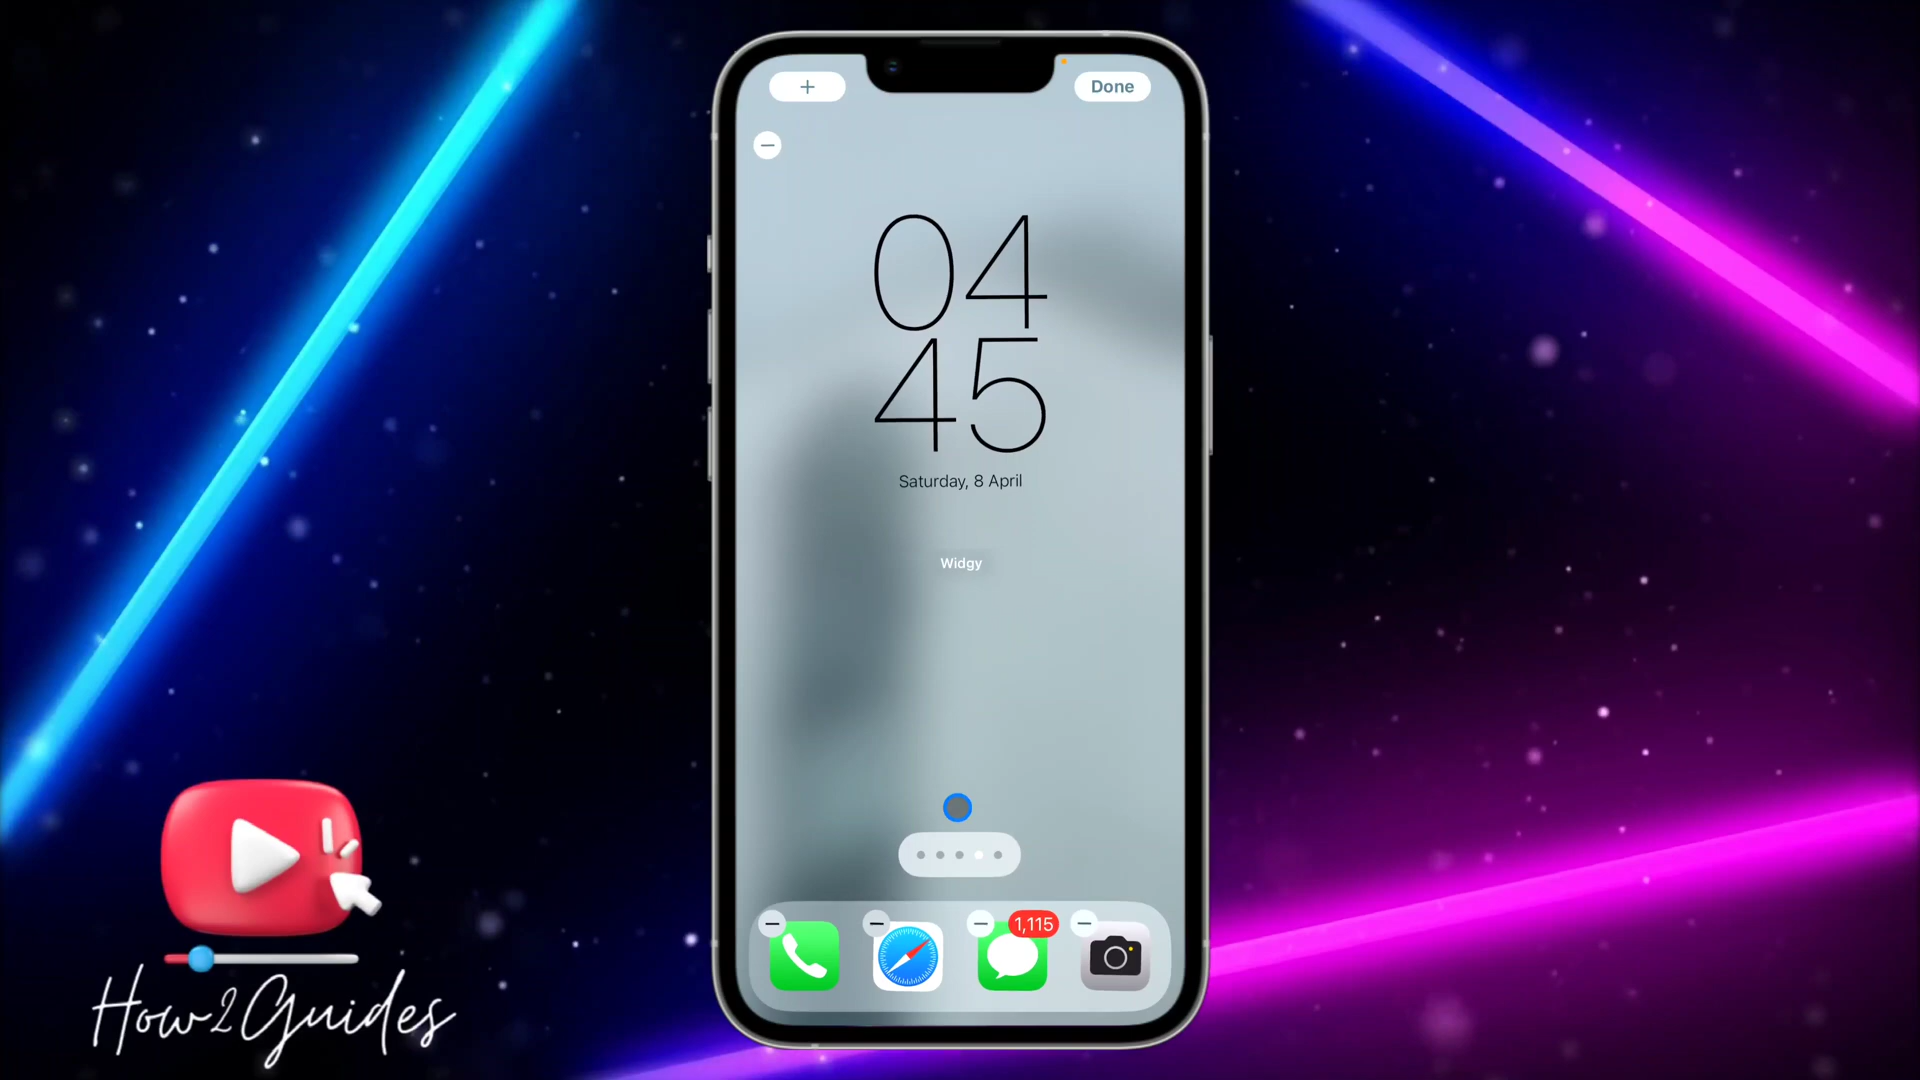 +
Done
04
45
Saturday, 8 April
Widgy
1,115
How2Guides